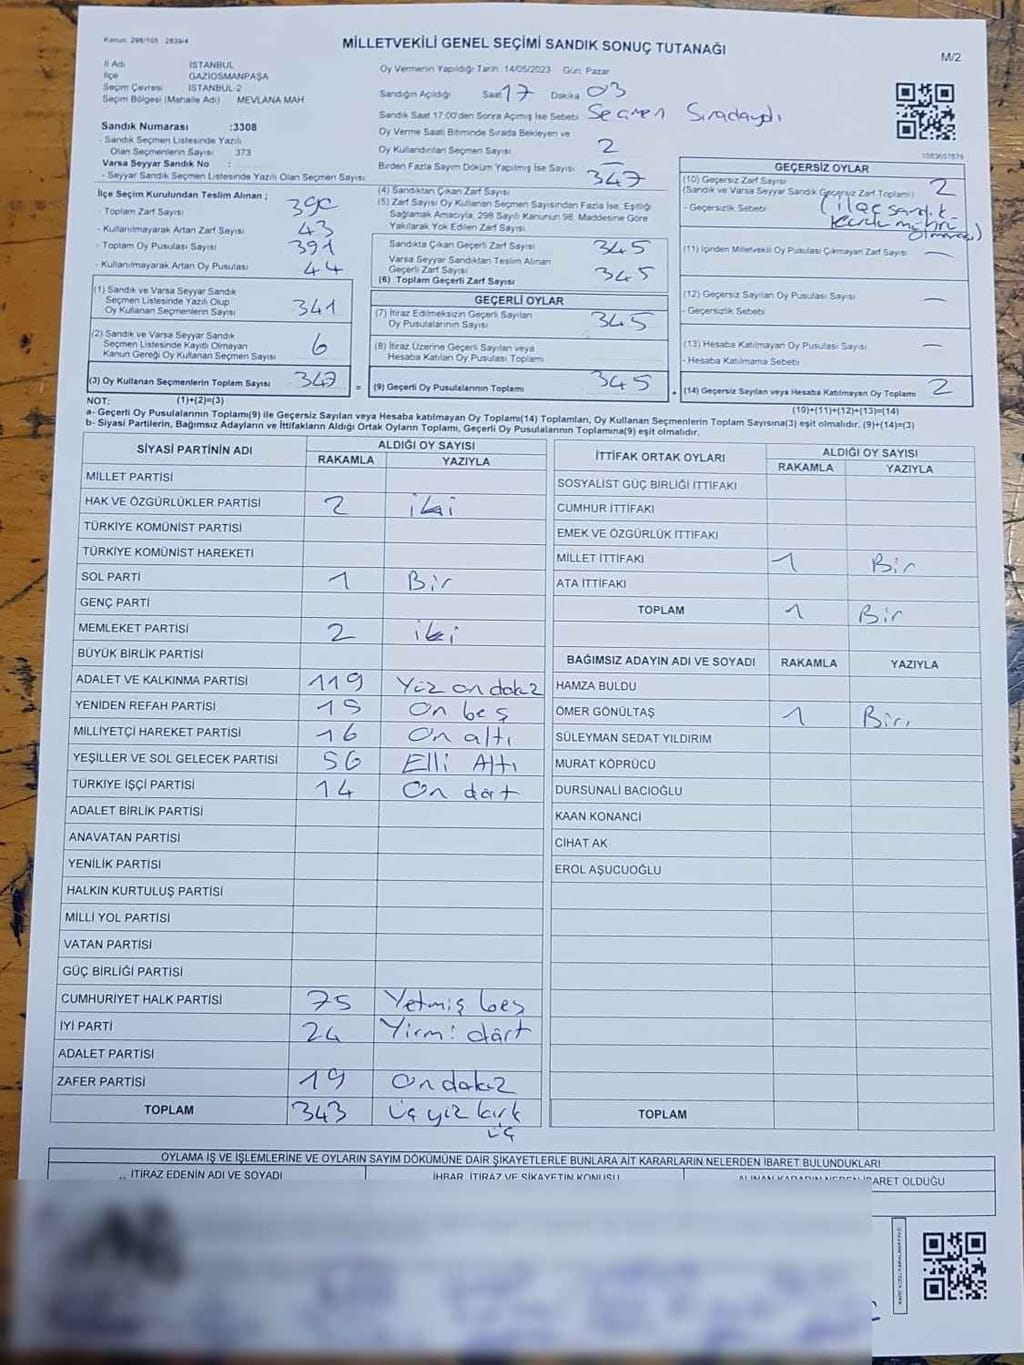 Kanun: 298/105 - 2839/4
MİLLETVEKİLİ GENEL SEÇİMİ SANDIK SONUÇ TUTANAĞI
M/2
İl Adı İSTANBUL
İlçe GAZİOSMANPAŞA
Seçim Çevresi İSTANBUL-2
Seçim Bölgesi (Mahalle Adı) MEVLANA MAH
Sandık Numarası :3308
- Sandık Seçmen Listesinde Yazılı
Olan Seçmenlerin Sayısı 373
Varsa Seyyar Sandık No :
- Seyyar Sandık Seçmen Listesinde Yazılı Olan Seçmen Sayısı:
Oy Vermenin Yapıldığı Tarih: 14/05/2023 Gün: Pazar
Sandığın Açıldığı Saat 17 Dakika 03
Sandık Saat 17.00'den Sonra Açılmış İse Sebebi Seçmen Sıradaydı
Oy Verme Saati Bitiminde Sırada Bekleyen ve
Oy Kullandırılan Seçmen Sayısı 2
Birden Fazla Sayım Döküm Yapılmış İse Sayısı —
1083657879
İlçe Seçim Kurulundan Teslim Alınan ;
- Toplam Zarf Sayısı 390
- Kullanılmayarak Artan Zarf Sayısı 43
- Toplam Oy Pusulası Sayısı 391
- Kullanılmayarak Artan Oy Pusulası 44
(1) Sandık ve Varsa Seyyar Sandık
Seçmen Listesinde Yazılı Olup
Oy Kullanan Seçmenlerin Sayısı 341
(2) Sandık ve Varsa Seyyar Sandık
Seçmen Listesinde Kayıtlı Olmayan
Kanun Gereği Oy Kullanan Seçmen Sayısı 6
(3) Oy Kullanan Seçmenlerin Toplam Sayısı 347 =
(4) Sandıktan Çıkan Zarf Sayısı 347
(5) Zarf Sayısı Oy Kullanan Seçmen Sayısından Fazla İse, Eşitliği
Sağlamak Amacıyla, 298 Sayılı Kanunun 98. Maddesine Göre
Yakılarak Yok Edilen Zarf Sayısı
Sandıkta Çıkan Geçerli Zarf Sayısı 345
Varsa Seyyar Sandıktan Teslim Alınan
Geçerli Zarf Sayısı
(6) Toplam Geçerli Zarf Sayısı 345
GEÇERLİ OYLAR
(7) İtiraz Edilmeksizin Geçerli Sayılan
Oy Pusulalarının Sayısı 345
(8) İtiraz Üzerine Geçerli Sayılan veya
Hesaba Katılan Oy Pusulası Toplamı
(9) Geçerli Oy Pusulalarının Toplamı 345 +
GEÇERSİZ OYLAR
(10) Geçersiz Zarf Sayısı
(Sandık ve Varsa Seyyar Sandık Geçersiz Zarf Toplamı) 2
- Geçersizlik Sebebi
(11) İçinden Milletvekili Oy Pusulası Çıkmayan Zarf Sayısı —
(12) Geçersiz Sayılan Oy Pusulası Sayısı —
- Geçersizlik Sebebi
(13) Hesaba Katılmayan Oy Pusulası Sayısı —
- Hesaba Katılmama Sebebi
(14) Geçersiz Sayılan veya Hesaba Katılmayan Oy Toplamı 2
NOT: (1)+(2)=(3)
(10)+(11)+(12)+(13)=(14)
a- Geçerli Oy Pusulalarının Toplamı(9) ile Geçersiz Sayılan veya Hesaba katılmayan Oy Toplamı(14) Toplamları, Oy Kullanan Seçmenlerin Toplam Sayısına(3) eşit olmalıdır. (9)+(14)=(3)
b- Siyasi Partilerin, Bağımsız Adayların ve İttifakların Aldığı Ortak Oyların Toplamı, Geçerli Oy Pusulalarının Toplamına(9) eşit olmalıdır.
SİYASİ PARTİNİN ADI ALDIĞI OY SAYISI
RAKAMLA YAZIYLA
MİLLET PARTİSİ
HAK VE ÖZGÜRLÜKLER PARTİSİ 2 iki
TÜRKİYE KOMÜNİST PARTİSİ
TÜRKİYE KOMÜNİST HAREKETİ
SOL PARTİ 1 Bir
GENÇ PARTİ
MEMLEKET PARTİSİ 2 iki
BÜYÜK BİRLİK PARTİSİ
ADALET VE KALKINMA PARTİSİ 119 Yüz on dokuz
YENİDEN REFAH PARTİSİ 15 On beş
MİLLİYETÇİ HAREKET PARTİSİ 16 On altı
YEŞİLLER VE SOL GELECEK PARTİSİ 56 Elli Altı
TÜRKİYE İŞÇİ PARTİSİ 14 On dört
ADALET BİRLİK PARTİSİ
ANAVATAN PARTİSİ
YENİLİK PARTİSİ
HALKIN KURTULUŞ PARTİSİ
MİLLİ YOL PARTİSİ
VATAN PARTİSİ
GÜÇ BİRLİĞİ PARTİSİ
CUMHURİYET HALK PARTİSİ 75 Yetmiş beş
İYİ PARTİ 24 Yirmi dört
ADALET PARTİSİ
ZAFER PARTİSİ 19 On dokuz
TOPLAM 343 üç yüz kırk
üç
İTTİFAK ORTAK OYLARI ALDIĞI OY SAYISI
RAKAMLA YAZIYLA
SOSYALİST GÜÇ BİRLİĞİ İTTİFAKI
CUMHUR İTTİFAKI
EMEK VE ÖZGÜRLÜK İTTİFAKI
MİLLET İTTİFAKI 1 Bir
ATA İTTİFAKI
TOPLAM 1 Bir
BAĞIMSIZ ADAYIN ADI VE SOYADI RAKAMLA YAZIYLA
HAMZA BULDU
ÖMER GÖNÜLTAŞ 1 Bir
SÜLEYMAN SEDAT YILDIRIM
MURAT KÖPRÜCÜ
DURSUNALİ BACIOĞLU
KAAN KONANCİ
CİHAT AK
EROL AŞUCUOĞLU
TOPLAM
OYLAMA İŞ VE İŞLEMLERİNE VE OYLARIN SAYIM DÖKÜMÜNE DAİR ŞİKAYETLERLE BUNLARA AİT KARARLARIN NELERDEN İBARET BULUNDUKLARI
İTİRAZ EDENİN ADI VE SOYADI İHBAR, İTİRAZ VE ŞİKAYETİN KONUSU ALINAN KARARIN NEDEN İBARET OLDUĞU